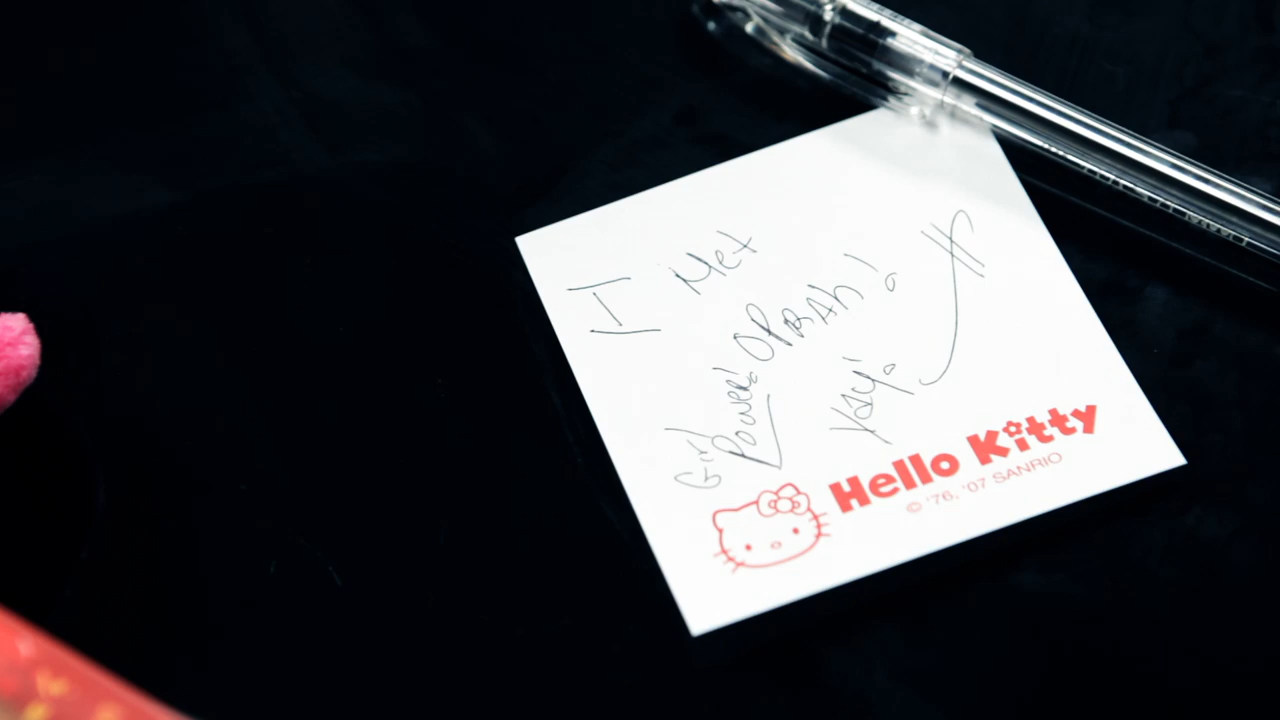 I Met
OPRAH!
Girl
Power!
Yay!
Hello Kitty
© '76, '07 SANRIO